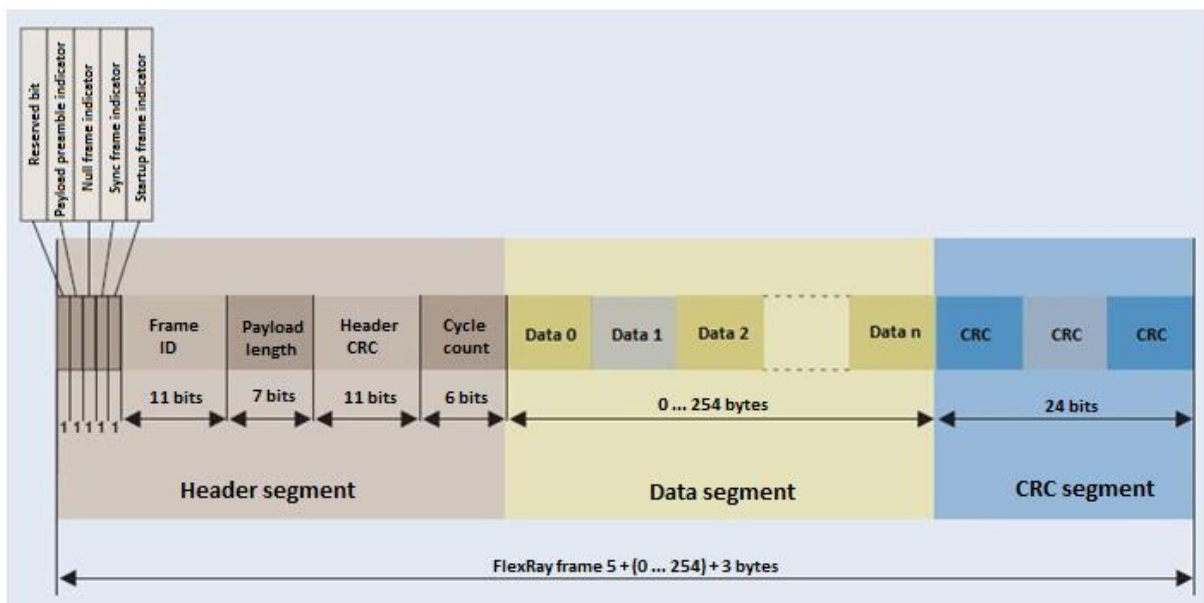 Reserved bit
Payload preamble indicator
Null frame indicator
Sync frame indicator
Startup frame indicator
Frame
ID
Payload
length
Header
CRC
Cycle
count
Data 0
Data 1
Data 2
Data n
CRC
CRC
CRC
1 1 1 1 1
11 bits
7 bits
11 bits
6 bits
0 ... 254 bytes
24 bits
Header segment
Data segment
CRC segment
FlexRay frame 5 + (0 ... 254) + 3 bytes